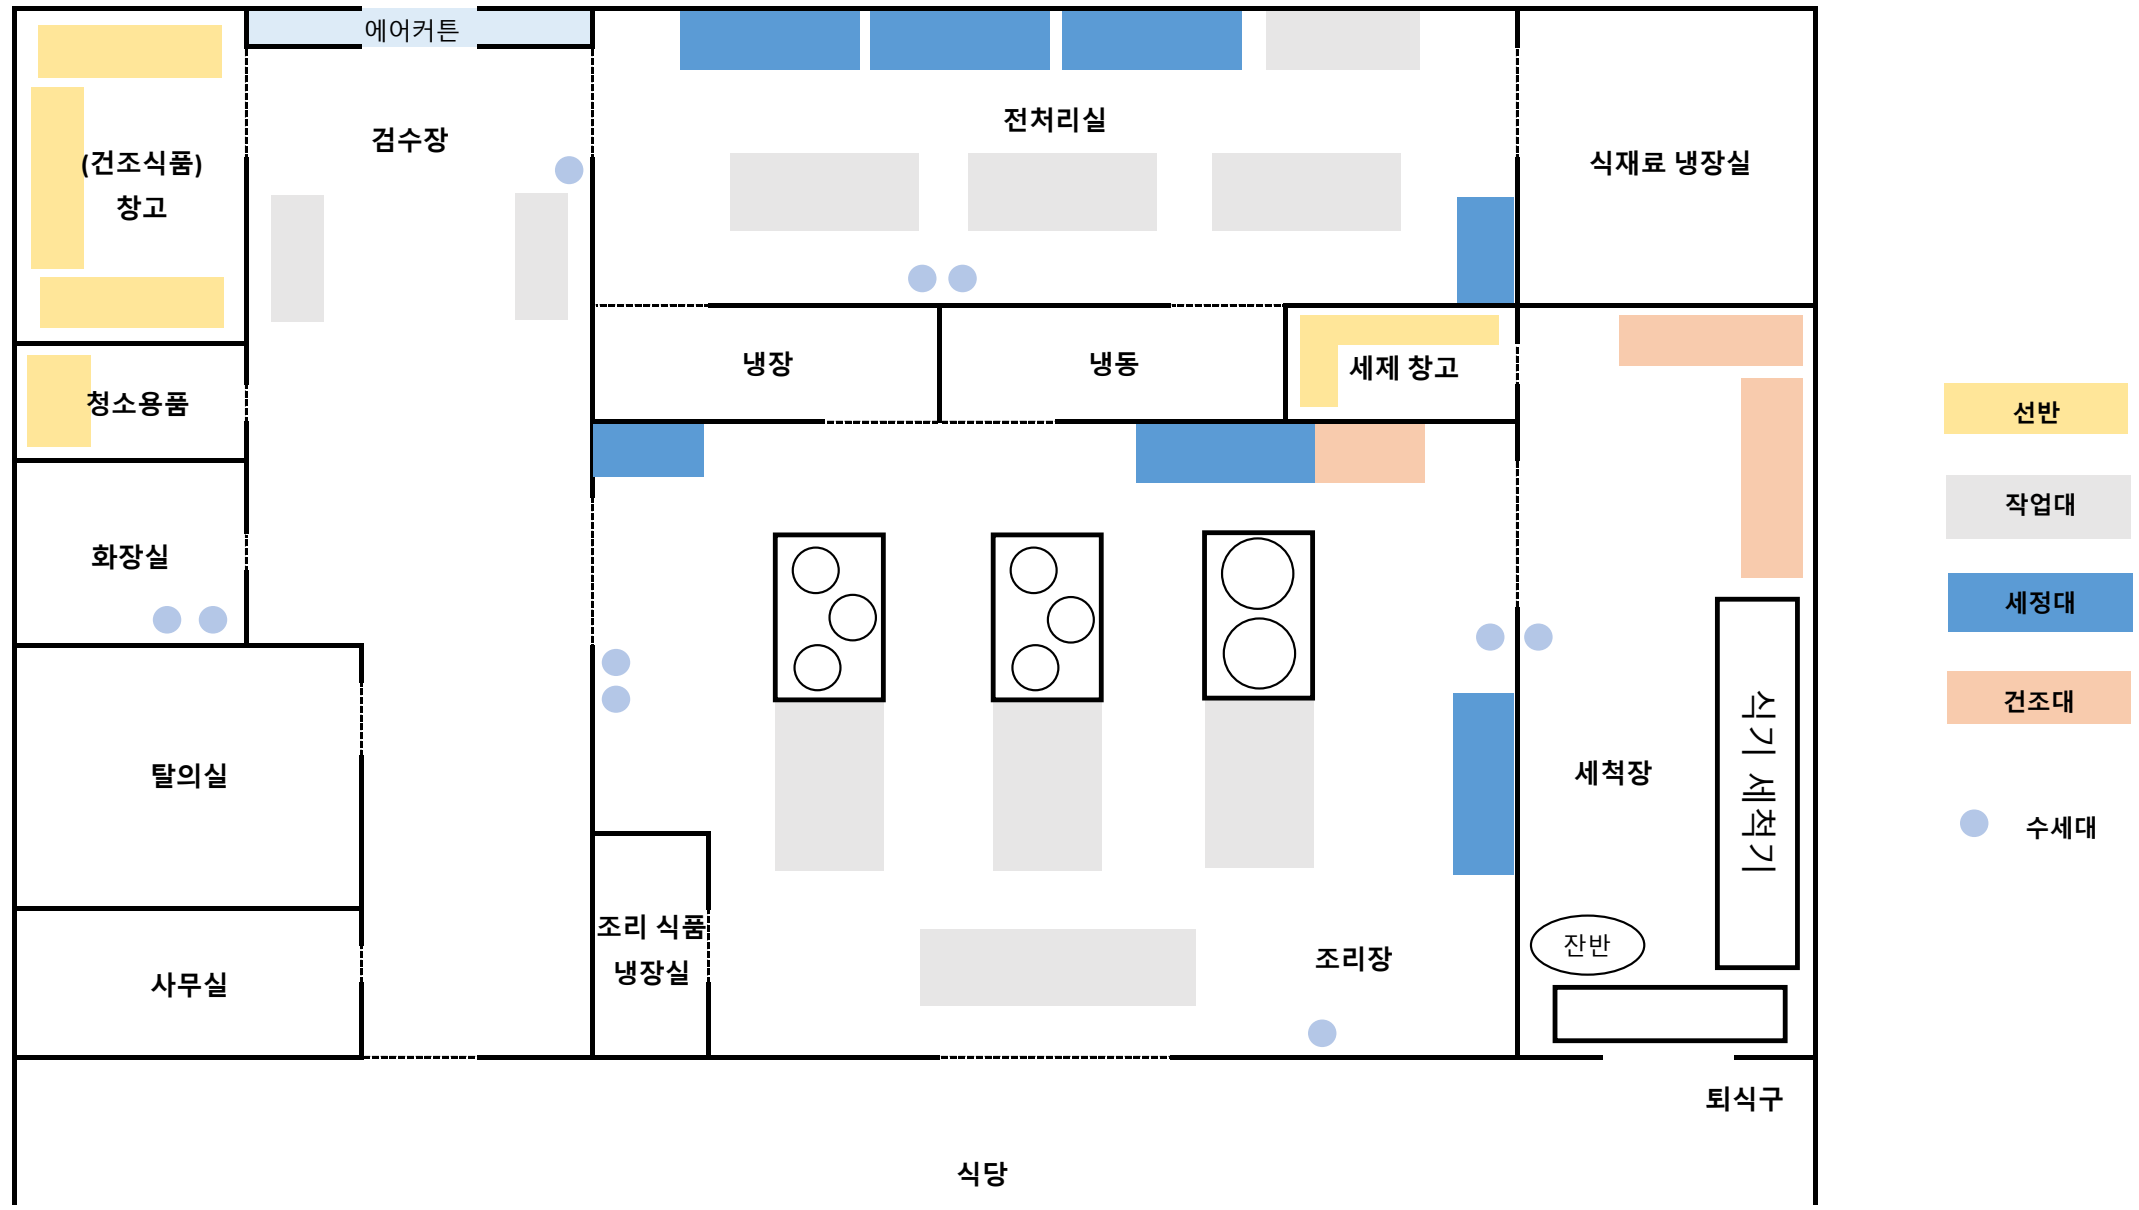 에어커튼
검수장
전처리실
(건조식품)
창고
식재료 냉장실
냉장
냉동
세제 창고
청소용품
선반
작업대
화장실
세정대
건조대
탈의실
세척장
식기 세척기
수세대
조리 식품
냉장실
조리장
잔반
사무실
퇴식구
식당